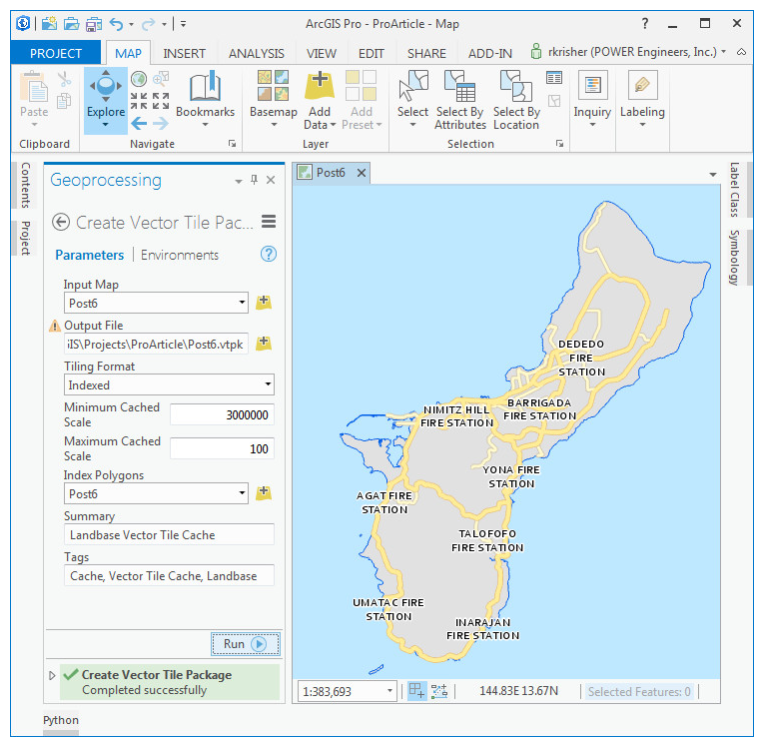 ArcGIS Pro - ProArticle - Map
PROJECT MAP INSERT ANALYSIS VIEW EDIT SHARE ADD-IN rkrisher (POWER Engineers, Inc.)
Paste
Explore
Bookmarks
Basemap
Add
Data
Add
Preset
Select
Select By
Attributes
Select By
Location
Inquiry
Labeling
Clipboard
Navigate
Layer
Selection
Contents
Project
Geoprocessing
Create Vector Tile Pac...
Parameters
Environments
Input Map
Post6
Output File
iIS\Projects\ProArticle\Post6.vtpk
Tiling Format
Indexed
Minimum Cached
Scale
3000000
Maximum Cached
Scale
100
Index Polygons
Post6
Summary
Landbase Vector Tile Cache
Tags
Cache, Vector Tile Cache, Landbase
Run
Create Vector Tile Package
Completed successfully
Python
Post6
DEDEDO
FIRE
STATION
BARRIGADA
FIRE STATION
NIMITZ HILL
FIRE STATION
YONA FIRE
STATION
AGAT FIRE
STATION
TALOFOFO
FIRE STATION
UMATAC FIRE
STATION
INARAJAN
FIRE STATION
1:383,693
144.83E 13.67N
Selected Features: 0
Label Class
Symbology